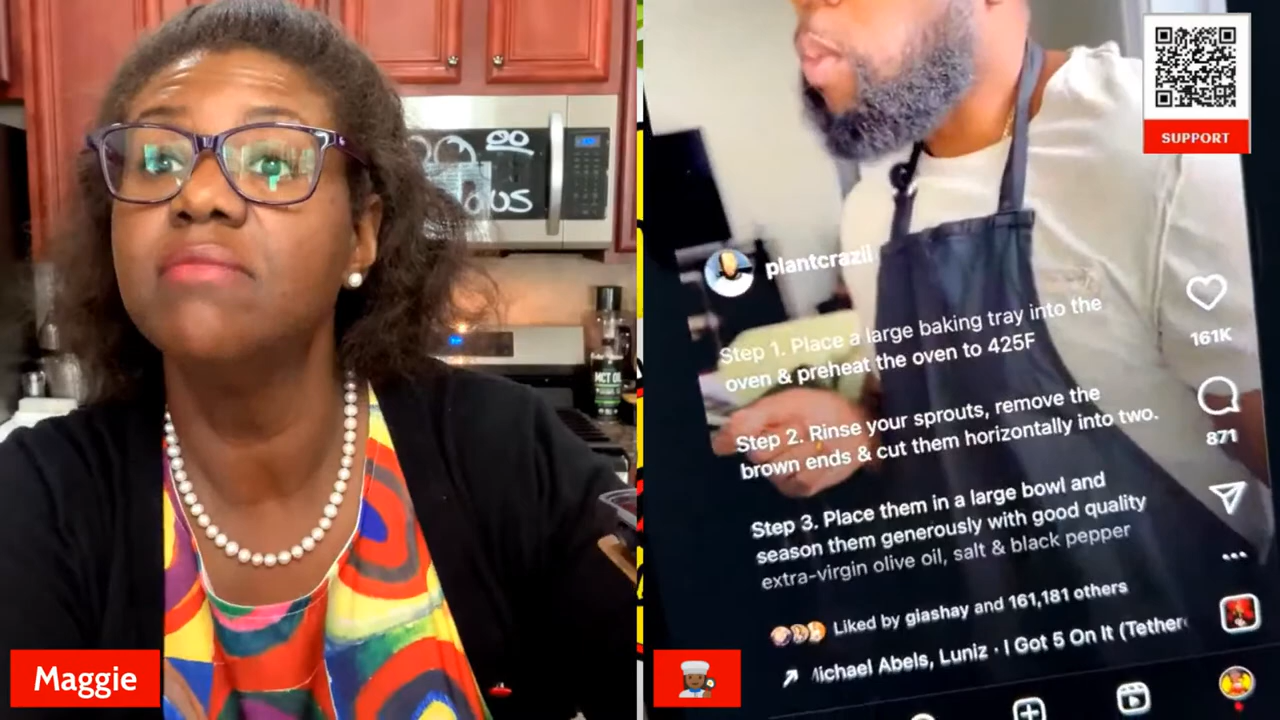 OUS
MCT OIL
Maggie
SUPPORT
plantcrazii
Step 1. Place a large baking tray into the
oven & preheat the oven to 425F
Step 2. Rinse your sprouts, remove the
brown ends & cut them horizontally into two.
Step 3. Place them in a large bowl and
season them generously with good quality
extra-virgin olive oil, salt & black pepper
161K
871
Liked by giashay and 161,181 others
Michael Abels, Luniz · I Got 5 On It (Tether